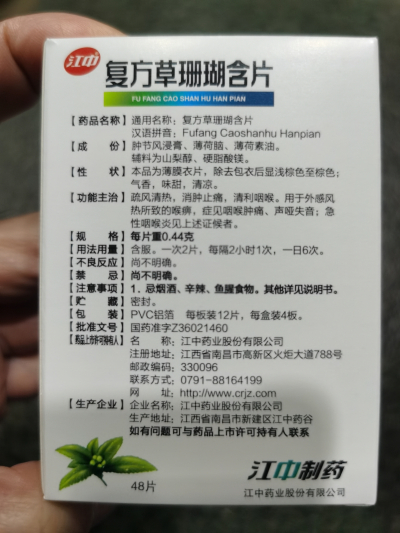 江中
复方草珊瑚含片
FU FANG CAO SHAN HU HAN PIAN
【药品名称】通用名称：复方草珊瑚含片
汉语拼音：Fufang Caoshanhu Hanpian
【成 份】肿节风浸膏、薄荷脑、薄荷素油。
辅料为山梨醇、硬脂酸镁。
【性 状】本品为薄膜衣片，除去包衣后显浅棕色至棕色；
气香，味甜，清凉。
【功能主治】疏风清热，消肿止痛，清利咽喉。用于外感风
热所致的喉痹，症见咽喉肿痛、声哑失音；急
性咽喉炎见上述证候者。
【规 格】每片重0.44克
【用法用量】含服。一次2片，每隔2小时1次，一日6次。
【不良反应】尚不明确。
【禁 忌】尚不明确。
【注意事项】1．忌烟酒、辛辣、鱼腥食物。其他详见说明书。
【贮 藏】密封。
【包 装】PVC铝箔 每板装12片，每盒装4板。
【批准文号】国药准字Z36021460
【药品上市许可持有人】名 称：江中药业股份有限公司
注册地址：江西省南昌市高新区火炬大道788号
邮政编码：330096
联系方式：0791-88164199
网 址：http://www.crjz.com
【生产企业】企业名称：江中药业股份有限公司
生产地址：江西省南昌市新建区江中药谷
如有问题可与药品上市许可持有人联系
48片
江中制药
江中药业股份有限公司